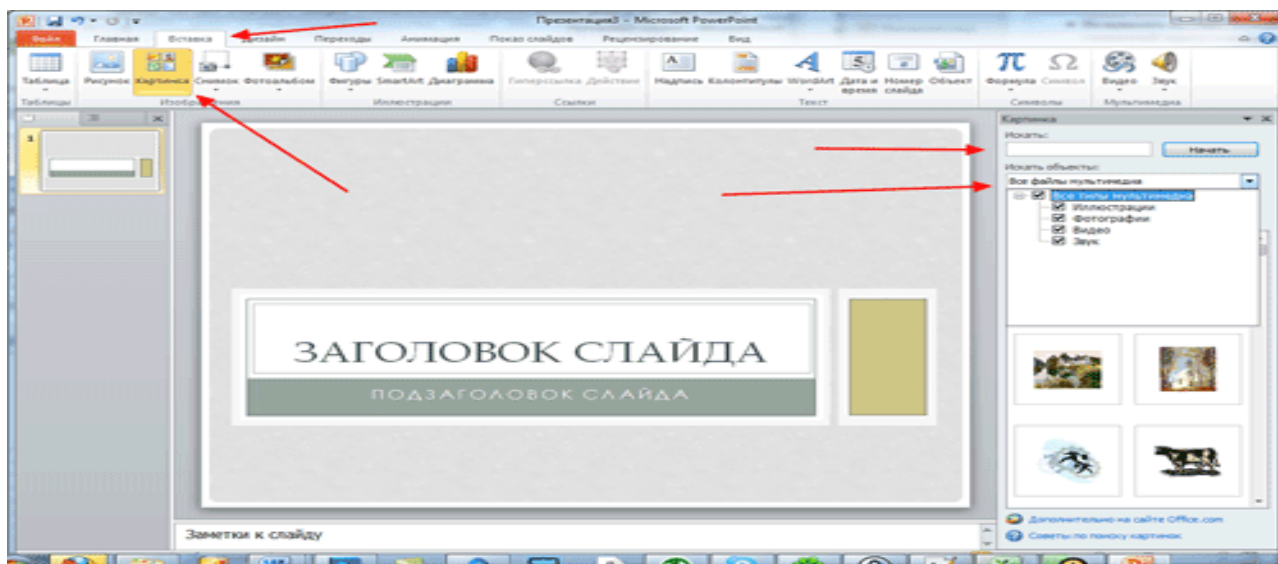 Презентация3 - Microsoft PowerPoint
Файл Главная Вставка Дизайн Переходы Анимация Показ слайдов Рецензирование Вид
Таблица Рисунок Картинка Снимок Фотоальбом Фигуры SmartArt Диаграмма Гиперссылка Действие Надпись Колонтитулы WordArt Дата и время Номер слайда Объект Формула Символ Видео Звук
Таблицы Изображения Иллюстрации Ссылки Текст Символы Мультимедиа
Картинка
Искать:
Начать
Искать объекты:
Все файлы мультимедиа
Все типы мультимедиа
Иллюстрации
Фотографии
Видео
Звук
1
ЗАГОЛОВОК СЛАЙДА
ПОДЗАГОЛОВОК СЛАЙДА
Заметки к слайду
Дополнительно на сайте Office.com
Советы по поиску картинок